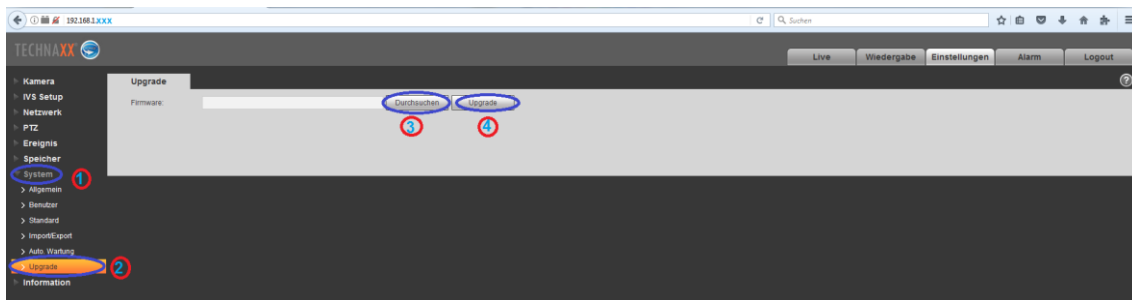 192.168.1.xxx
Suchen
TECHNAXX
Live Wiedergabe Einstellungen Alarm Logout
Kamera
Upgrade
?
IVS Setup
Firmware: Durchsuchen Upgrade
Netzwerk
PTZ
3 4
Ereignis
Speicher
System 1
> Allgemein
> Benutzer
> Standard
> Import/Export
> Auto Wartung
> Upgrade 2
Information